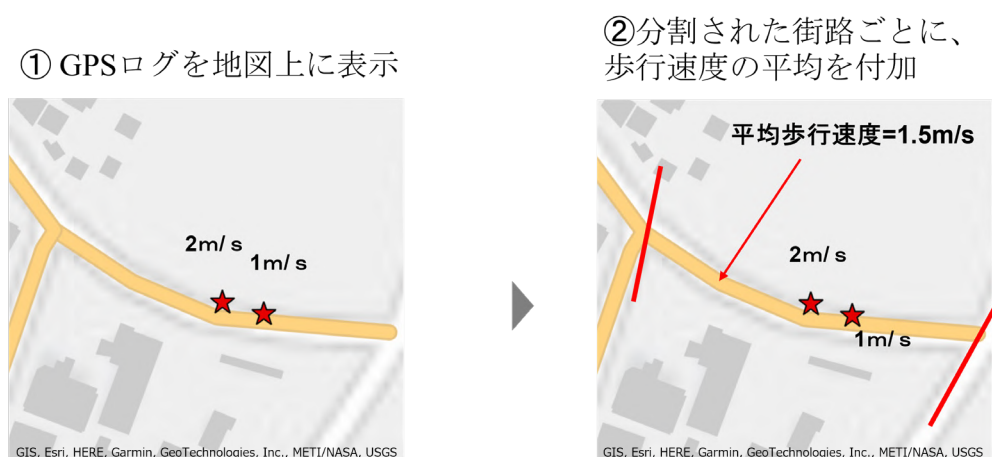 ① GPSログを地図上に表示
2m/ s
1m/ s
GIS, Esri, HERE, Garmin, GeoTechnologies, Inc., METI/NASA, USGS
②分割された街路ごとに、
歩行速度の平均を付加
平均歩行速度=1.5m/s
2m/ s
1m/ s
GIS, Esri, HERE, Garmin, GeoTechnologies, Inc., METI/NASA, USGS